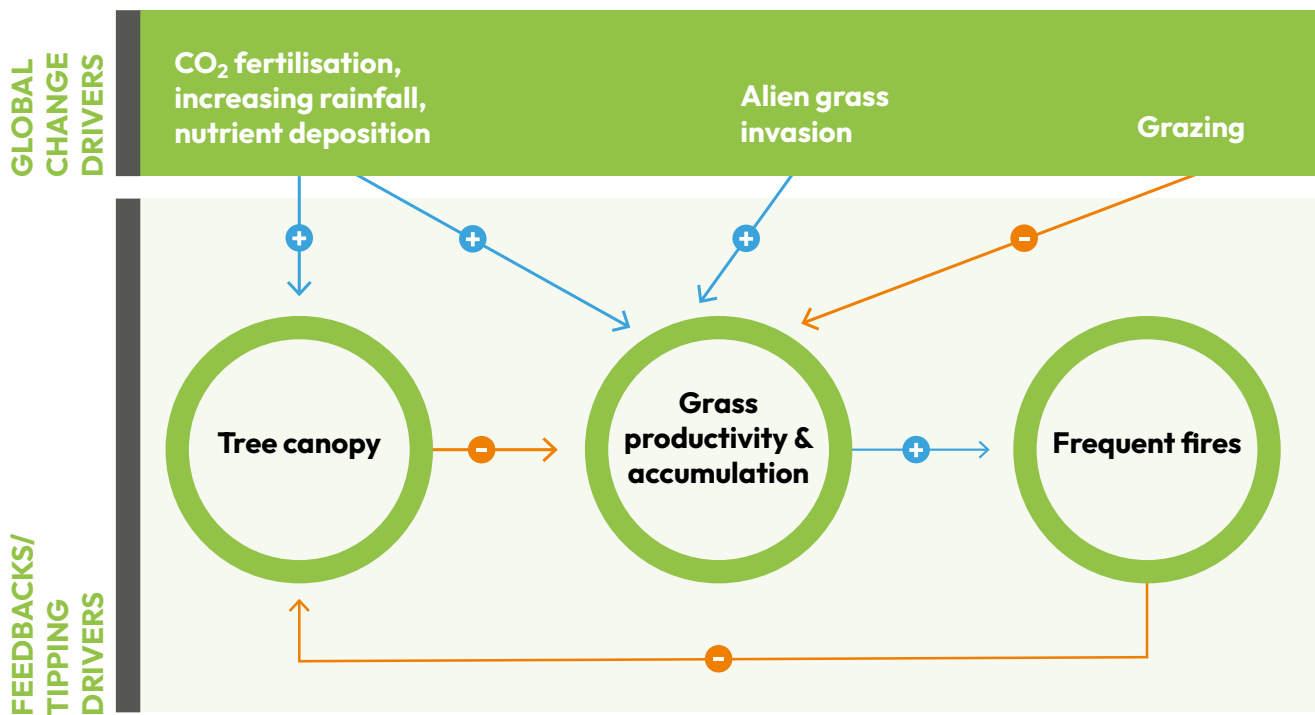 GLOBAL
CHANGE
DRIVERS
CO₂ fertilisation,
increasing rainfall,
nutrient deposition
Alien grass
invasion
Grazing
+
+
+
-
FEEDBACKS/
TIPPING
DRIVERS
Tree canopy
-
Grass
productivity &
accumulation
+
Frequent fires
-